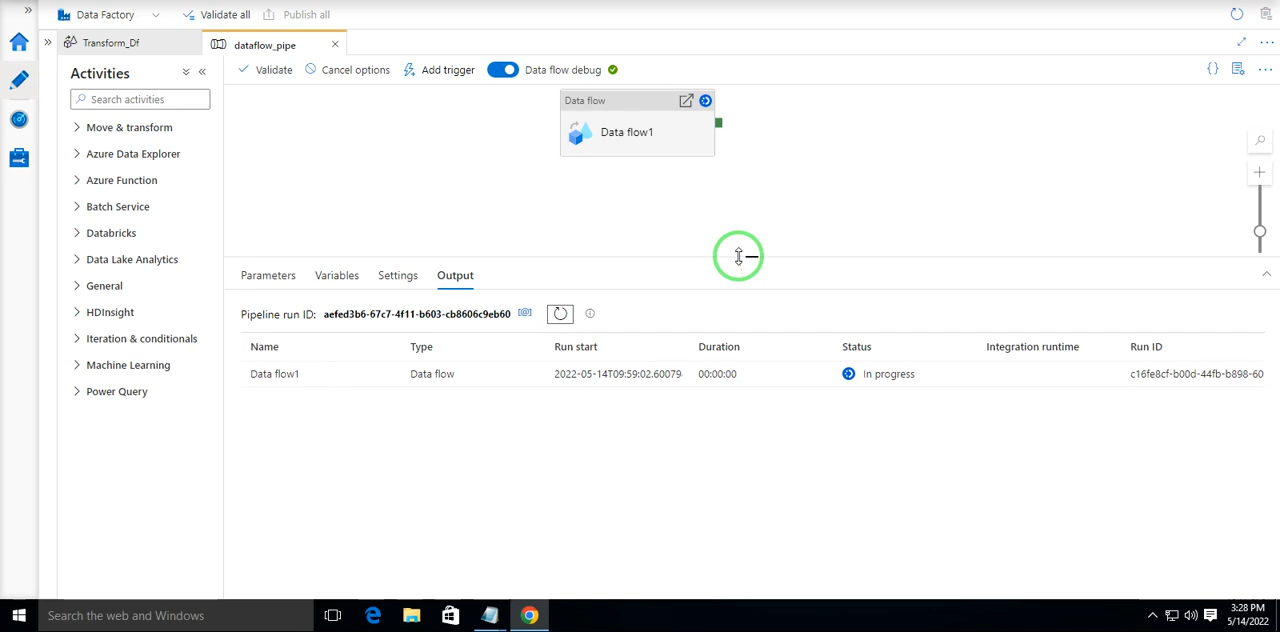 Data Factory
Validate all
Publish all
Transform_Df
dataflow_pipe
Activities
Search activities
Move & transform
Azure Data Explorer
Azure Function
Batch Service
Databricks
Data Lake Analytics
General
HDInsight
Iteration & conditionals
Machine Learning
Power Query
Validate
Cancel options
Add trigger
Data flow debug
Data flow
Data flow1
Parameters
Variables
Settings
Output
Pipeline run ID: aefed3b6-67c7-4f11-b603-cb8606c9eb60
Name Type Run start Duration Status Integration runtime Run ID
Data flow1 Data flow 2022-05-14T09:59:02.60079 00:00:00 In progress c16fe8cf-b00d-44fb-b898-60
Search the web and Windows
3:28 PM
5/14/2022